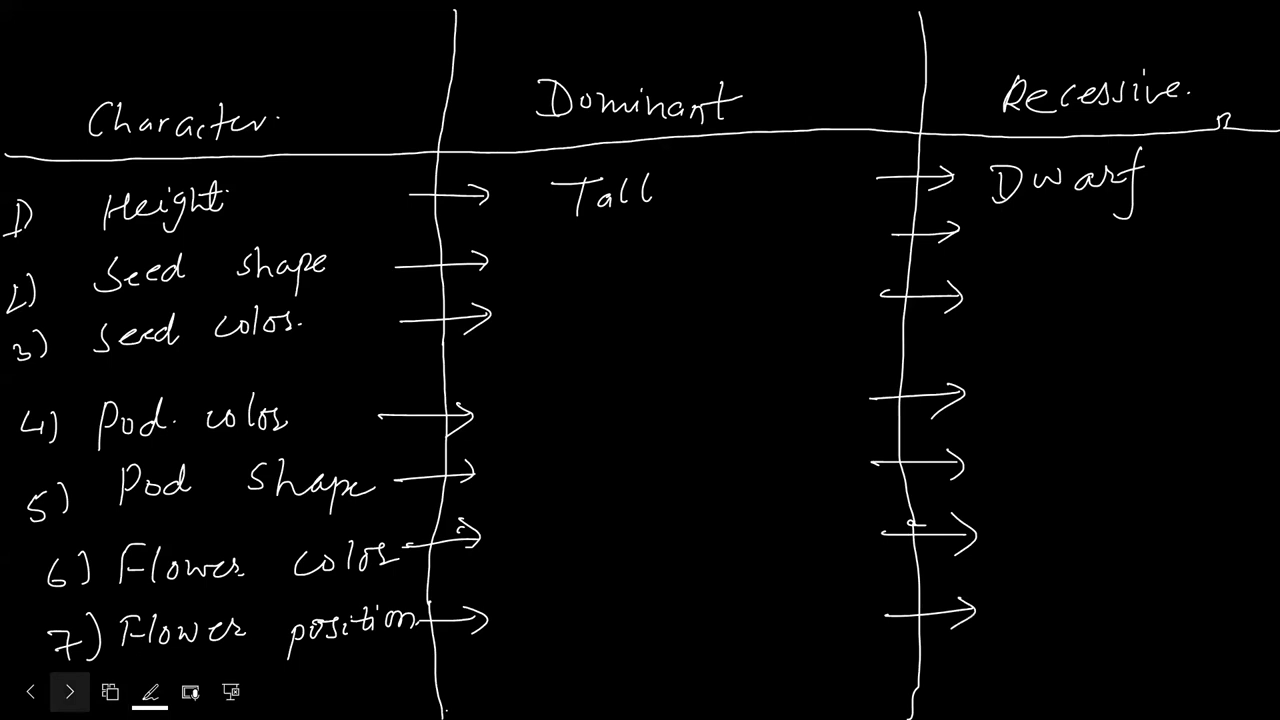 Character. Dominant Recessive.
1) Height Tall Dwarf
2) Seed shape
3) Seed color.
4) Pod. color
5) Pod shape
6) Flower color
7) Flower position